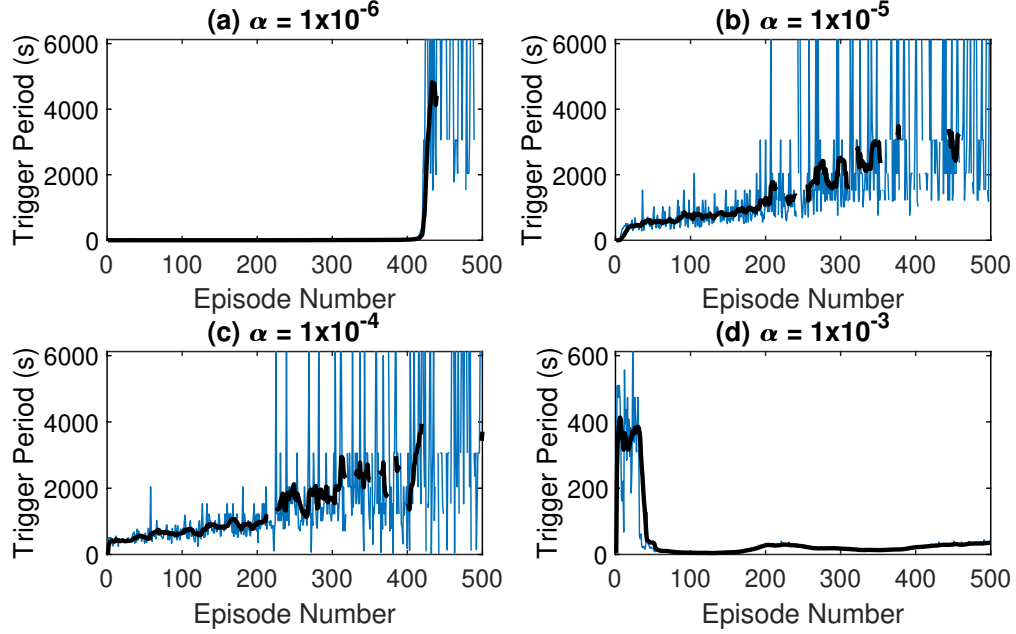 (a) α = 1x10⁻⁶
Trigger Period (s)
6000
4000
2000
0
0 100 200 300 400 500
Episode Number
(b) α = 1x10⁻⁵
Trigger Period (s)
6000
4000
2000
0
0 100 200 300 400 500
Episode Number
(c) α = 1x10⁻⁴
Trigger Period (s)
6000
4000
2000
0
0 100 200 300 400 500
Episode Number
(d) α = 1x10⁻³
Trigger Period (s)
600
400
200
0
0 100 200 300 400 500
Episode Number